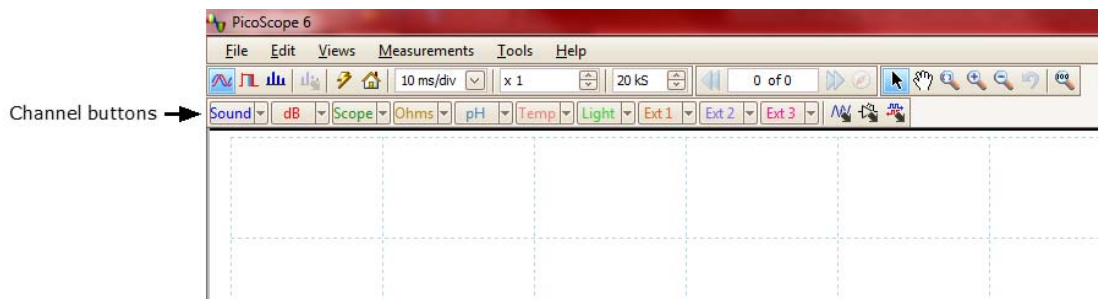 PicoScope 6
File Edit Views Measurements Tools Help
10 ms/div x 1 20 kS 0 of 0
Channel buttons Sound dB Scope Ohms pH Temp Light Ext 1 Ext 2 Ext 3